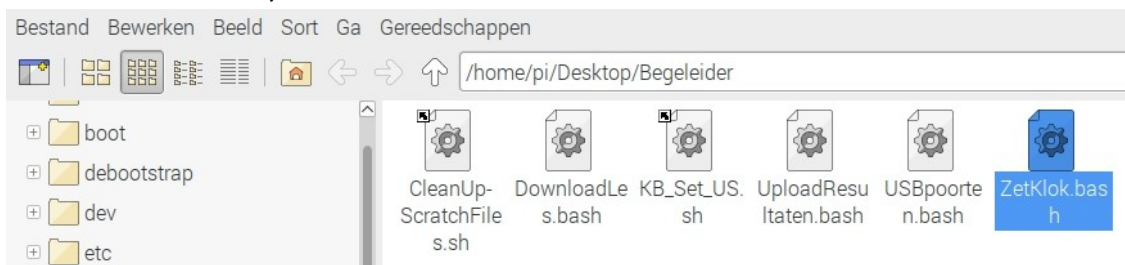 Bestand Bewerken Beeld Sort Ga Gereedschappen
/home/pi/Desktop/Begeleider
boot
debootstrap
dev
etc
CleanUp-
ScratchFile
s.sh
DownloadLe
s.bash
KB_Set_US.
sh
UploadResu
ltaten.bash
USBpoorte
n.bash
ZetKlok.bas
h